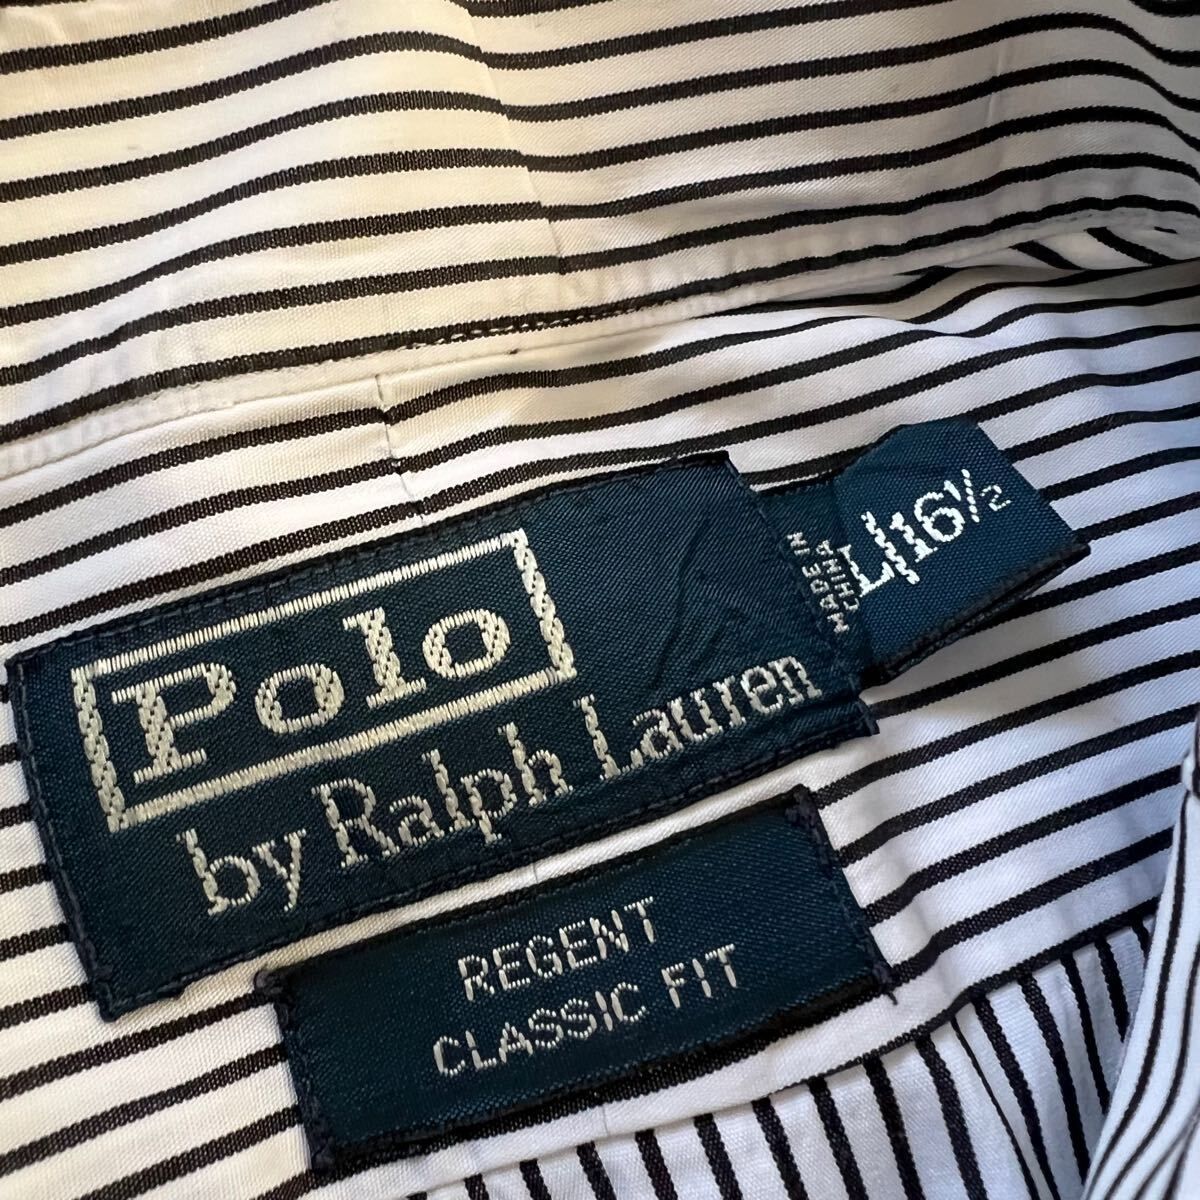 Polo
by Ralph Lauren
MADE IN
CHINA
L/16½
REGENT
CLASSIC FIT